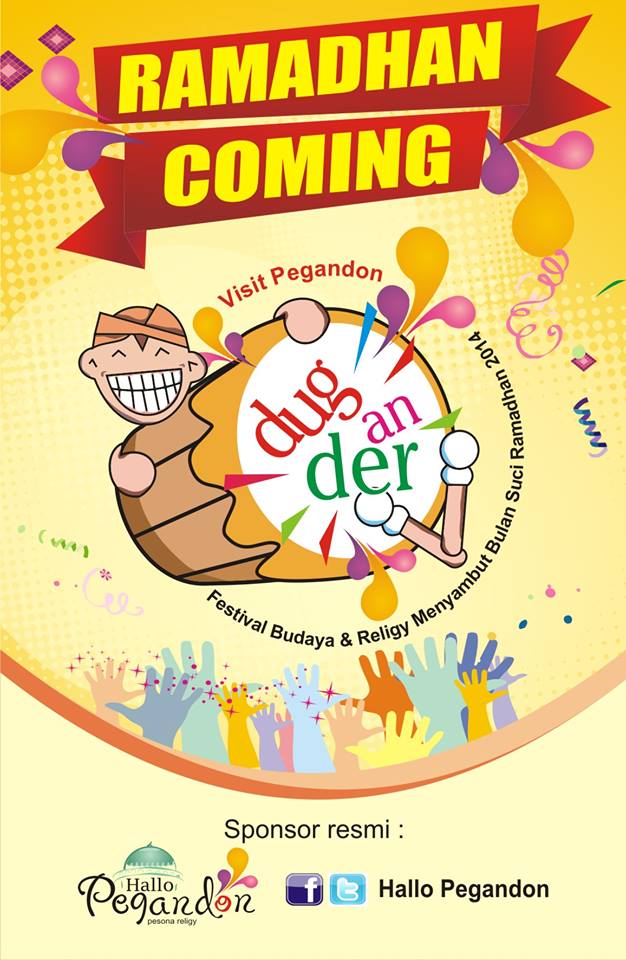 RAMADHAN
COMING
Visit Pegandon
dug
an
der
Festival Budaya & Religy Menyambut Bulan Suci Ramadhan 2014
Sponsor resmi :
Hallo
Pegandon
pesona religy
Hallo Pegandon